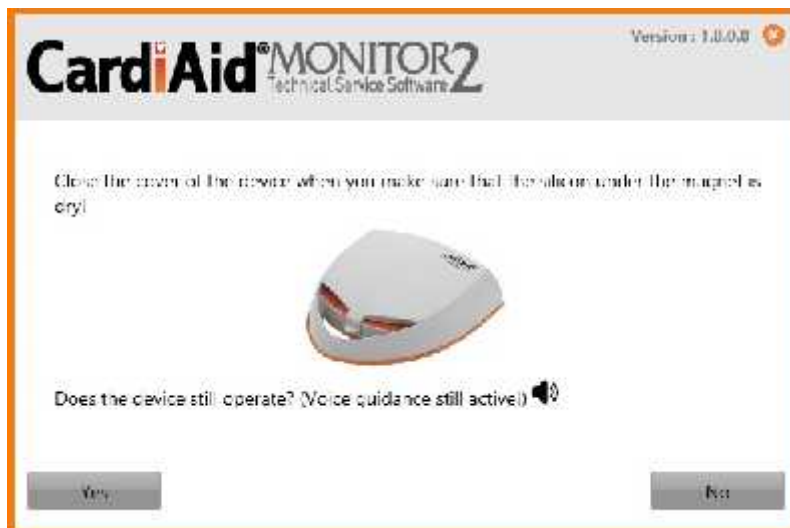 Version : 1.0.0.0
CardiAid® MONITOR2
Technical Service Software
Close the cover of the device when you make sure that the silicon under the magnet is
dry!
Does the device still operate? (Voice guidance still active!)
Yes
No